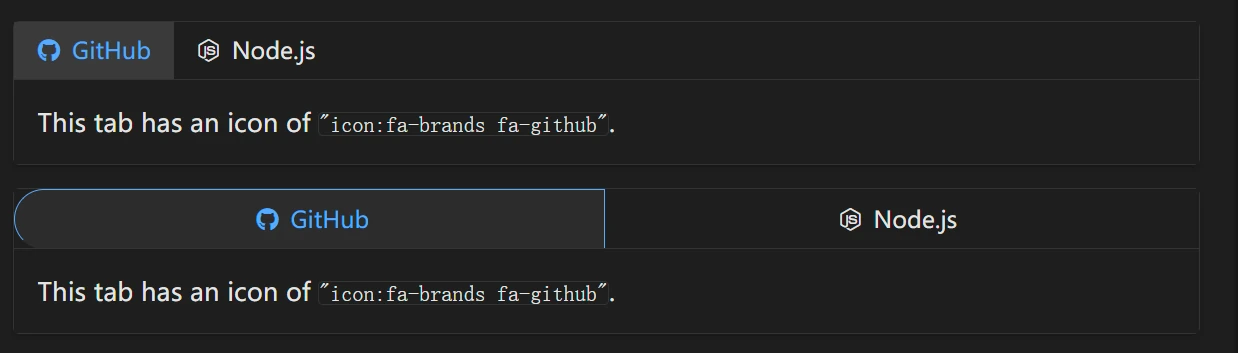 GitHub Node.js
This tab has an icon of "icon:fa-brands fa-github".
GitHub Node.js
This tab has an icon of "icon:fa-brands fa-github".